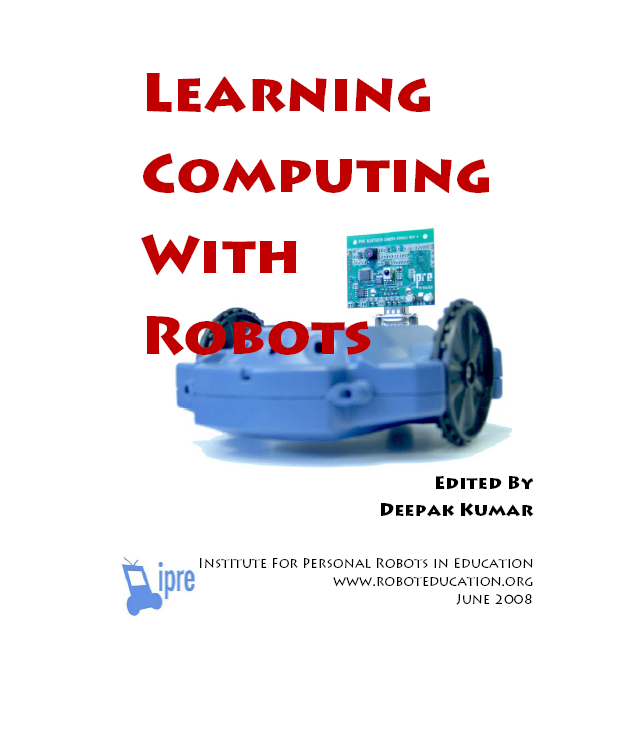 LEARNING
COMPUTING
WITH
ipre
ROBOTS
EDITED BY
DEEPAK KUMAR
INSTITUTE FOR PERSONAL ROBOTS IN EDUCATION
ipre
WWW.ROBOTEDUCATION.ORG
JUNE 2008